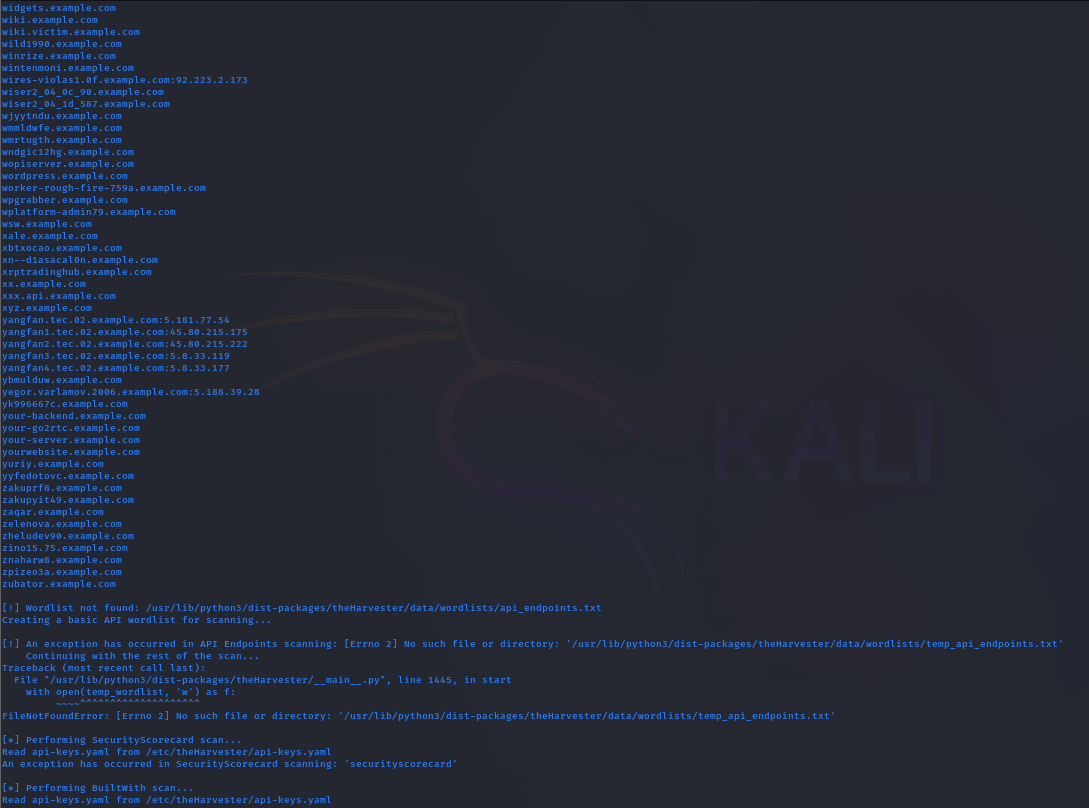 widgets.example.com
wiki.example.com
wiki.victim.example.com
wild1990.example.com
winrize.example.com
wintenmoni.example.com
wires-violas1.0f.example.com:92.223.2.173
wiser2_04_0c_90.example.com
wiser2_04_1d_587.example.com
wjyytndu.example.com
wmmldwfe.example.com
wmrtugth.example.com
wndgic12hg.example.com
wopiserver.example.com
wordpress.example.com
worker-rough-fire-759a.example.com
wpgrabber.example.com
wplatform-admin79.example.com
wsw.example.com
xale.example.com
xbtxocao.example.com
xn--d1asacal0n.example.com
xrptradinghub.example.com
xx.example.com
xxx.api.example.com
xyz.example.com
yangfan.tec.02.example.com:5.181.77.54
yangfan1.tec.02.example.com:45.80.215.175
yangfan2.tec.02.example.com:45.80.215.222
yangfan3.tec.02.example.com:5.8.33.119
yangfan4.tec.02.example.com:5.8.33.177
ybmulduw.example.com
yegor.varlamov.2006.example.com:5.188.39.28
yk996667c.example.com
your-backend.example.com
your-go2rtc.example.com
your-server.example.com
yourwebsite.example.com
yuriy.example.com
yyfedotovc.example.com
zakuprf8.example.com
zakupyit49.example.com
zaqar.example.com
zelenova.example.com
zheludev90.example.com
zino15.75.example.com
znaharw8.example.com
zpizeo3a.example.com
zubator.example.com
[!] Wordlist not found: /usr/lib/python3/dist-packages/theHarvester/data/wordlists/api_endpoints.txt
Creating a basic API wordlist for scanning...
[!] An exception has occurred in API Endpoints scanning: [Errno 2] No such file or directory: '/usr/lib/python3/dist-packages/theHarvester/data/wordlists/temp_api_endpoints.txt'
Continuing with the rest of the scan...
Traceback (most recent call last):
File "/usr/lib/python3/dist-packages/theHarvester/__main__.py", line 1445, in start
with open(temp_wordlist, 'w') as f:
~~~~^^^^^^^^^^^^^^^^^^^^
FileNotFoundError: [Errno 2] No such file or directory: '/usr/lib/python3/dist-packages/theHarvester/data/wordlists/temp_api_endpoints.txt'
[*] Performing SecurityScorecard scan...
Read api-keys.yaml from /etc/theHarvester/api-keys.yaml
An exception has occurred in SecurityScorecard scanning: 'securityscorecard'
[*] Performing BuiltWith scan...
Read api-keys.yaml from /etc/theHarvester/api-keys.yaml
KALI